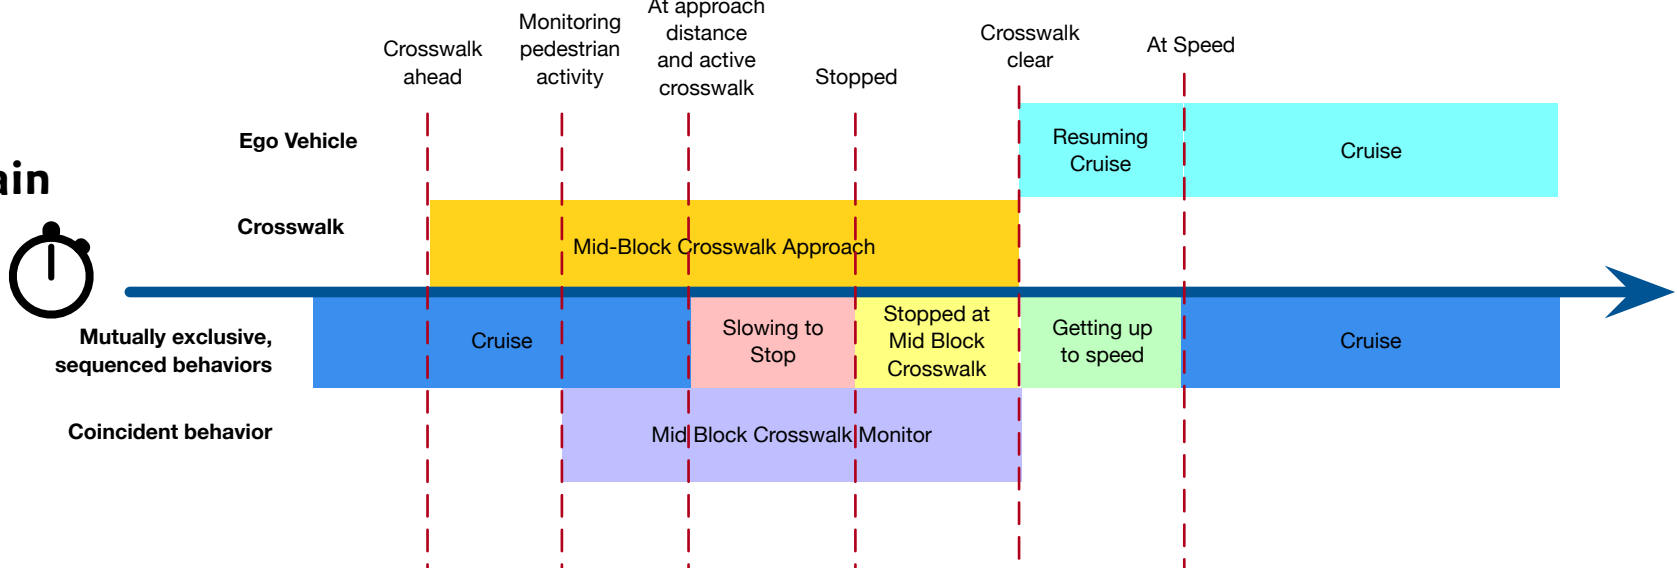 Crosswalk
ahead
Monitoring
pedestrian
activity
At approach
distance
and active
crosswalk
Stopped
Crosswalk
clear
At Speed
Ego Vehicle
Resuming
Cruise
Cruise
Crosswalk
Mid-Block Crosswalk Approach
Mutually exclusive,
sequenced behaviors
Cruise
Slowing to
Stop
Stopped at
Mid Block
Crosswalk
Getting up
to speed
Cruise
Coincident behavior
Mid Block Crosswalk Monitor